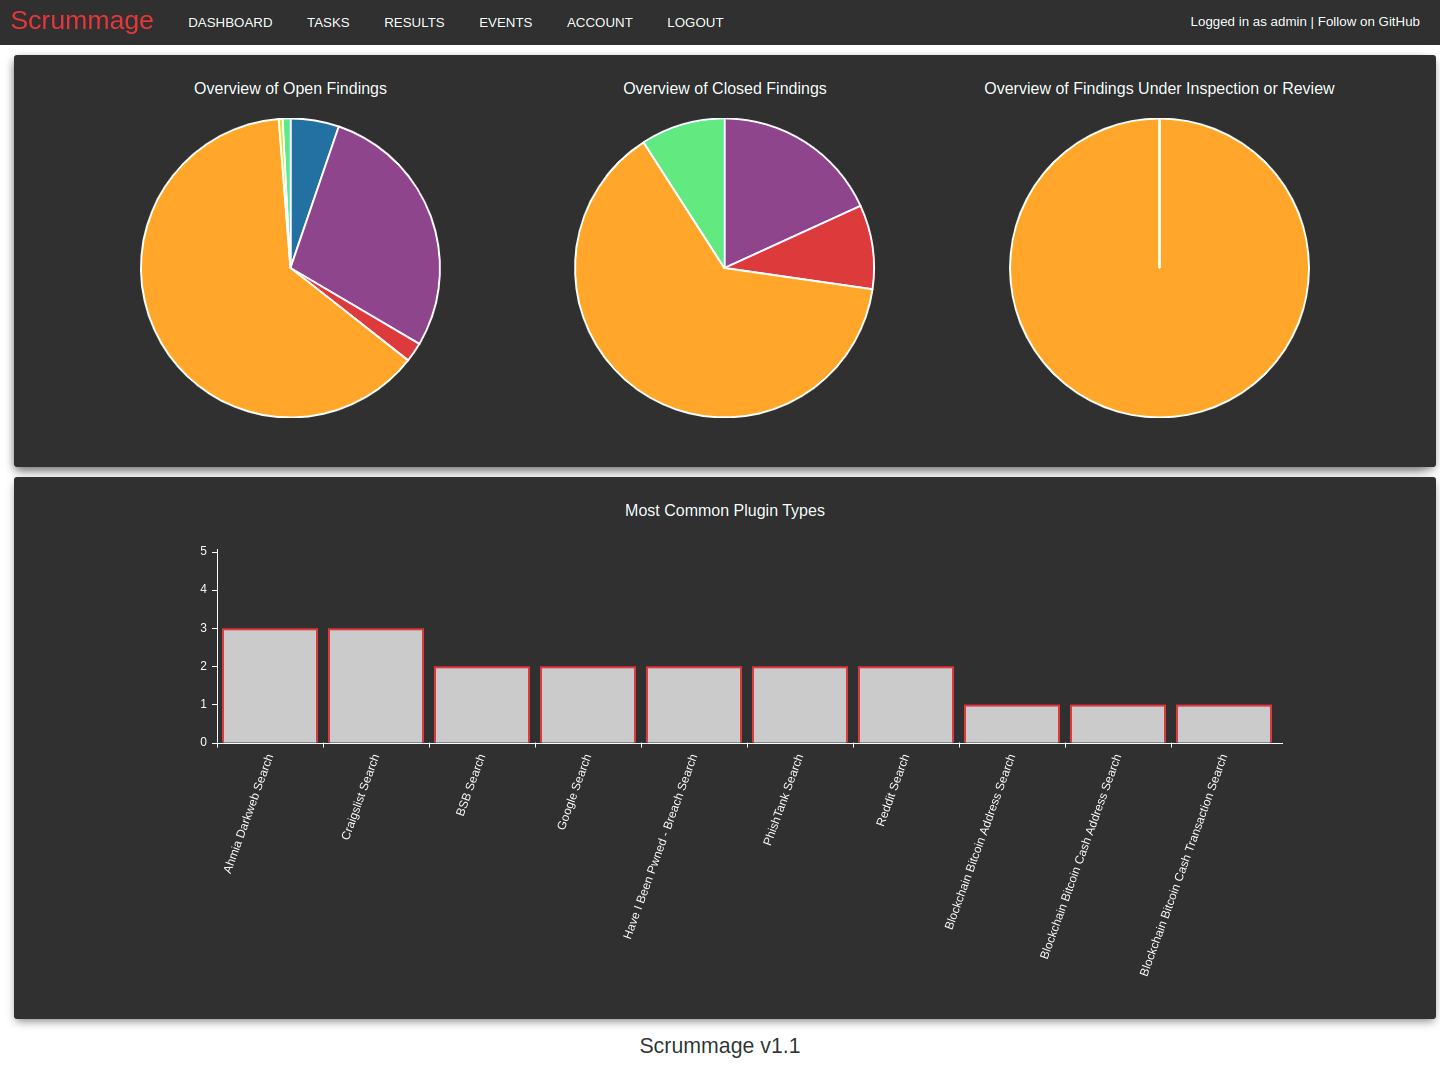 Scrummage DASHBOARD TASKS RESULTS EVENTS ACCOUNT LOGOUT Logged in as admin | Follow on GitHub
Overview of Open Findings
Overview of Closed Findings
Overview of Findings Under Inspection or Review
Most Common Plugin Types
5
4
3
2
1
0
Ahmia Darkweb Search
Craigslist Search
BSB Search
Google Search
Have I Been Pwned - Breach Search
PhishTank Search
Reddit Search
Blockchain Bitcoin Address Search
Blockchain Bitcoin Cash Address Search
Blockchain Bitcoin Cash Transaction Search
Scrummage v1.1